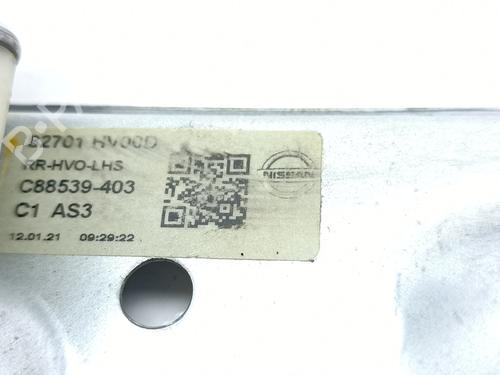 82701 HV00D
RR-HVO-LHS
C88539-403
C1 AS3
12.01.21 09:29:22
NISSAN